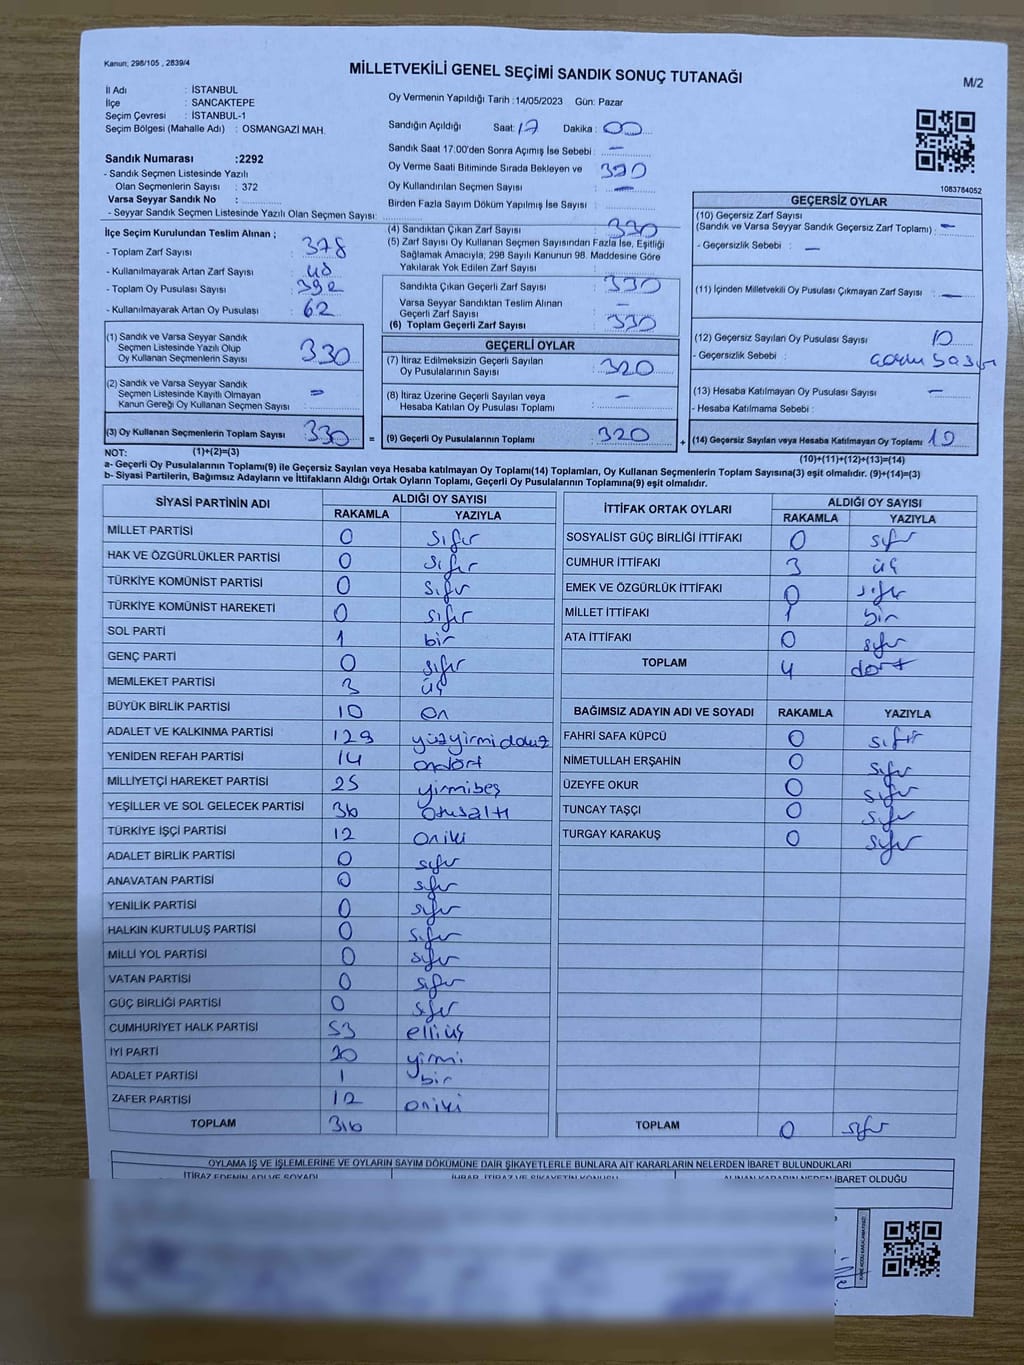 Kanun; 298/105 , 2839/4
MİLLETVEKİLİ GENEL SEÇİMİ SANDIK SONUÇ TUTANAĞI
M/2
İl Adı : İSTANBUL
İlçe : SANCAKTEPE
Seçim Çevresi : İSTANBUL-1
Seçim Bölgesi (Mahalle Adı) : OSMANGAZİ MAH.
Sandık Numarası :2292
- Sandık Seçmen Listesinde Yazılı
Olan Seçmenlerin Sayısı : 372
Varsa Seyyar Sandık No :
- Seyyar Sandık Seçmen Listesinde Yazılı Olan Seçmen Sayısı:
Oy Vermenin Yapıldığı Tarih :14/05/2023 Gün: Pazar
Sandığın Açıldığı Saat: 17 Dakika : 00
Sandık Saat 17:00'den Sonra Açımış İse Sebebi : -
Oy Verme Saati Bitiminde Sırada Bekleyen ve
Oy Kullandırılan Seçmen Sayısı : -
Birden Fazla Sayım Döküm Yapılmış İse Sayısı :
1083784052
İlçe Seçim Kurulundan Teslim Alınan ;
- Toplam Zarf Sayısı : 378
- Kullanılmayarak Artan Zarf Sayısı : 48
- Toplam Oy Pusulası Sayısı : 392
- Kullanılmayarak Artan Oy Pusulası : 62
(1) Sandık ve Varsa Seyyar Sandık
Seçmen Listesinde Yazılı Olup
Oy Kullanan Seçmenlerin Sayısı : 330
(2) Sandık ve Varsa Seyyar Sandık
Seçmen Listesinde Kayıtlı Olmayan
Kanun Gereği Oy Kullanan Seçmen Sayısı : -
(3) Oy Kullanan Seçmenlerin Toplam Sayısı : 330
(1)+(2)=(3)
(4) Sandıktan Çıkan Zarf Sayısı : 330
(5) Zarf Sayısı Oy Kullanan Seçmen Sayısından Fazla İse, Eşitliği
Sağlamak Amacıyla; 298 Sayılı Kanunun 98. Maddesine Göre
Yakılarak Yok Edilen Zarf Sayısı :
Sandıkta Çıkan Geçerli Zarf Sayısı : 330
Varsa Seyyar Sandıktan Teslim Alınan
Geçerli Zarf Sayısı : -
(6) Toplam Geçerli Zarf Sayısı : 330
GEÇERLİ OYLAR
(7) İtiraz Edilmeksizin Geçerli Sayılan
Oy Pusulalarının Sayısı : 320
(8) İtiraz Üzerine Geçerli Sayılan veya
Hesaba Katılan Oy Pusulası Toplamı : -
= (9) Geçerli Oy Pusulalarının Toplamı : 320
GEÇERSİZ OYLAR
(10) Geçersiz Zarf Sayısı
(Sandık ve Varsa Seyyar Sandık Geçersiz Zarf Toplamı) : -
- Geçersizlik Sebebi : -
(11) İçinden Milletvekili Oy Pusulası Çıkmayan Zarf Sayısı : -
(12) Geçersiz Sayılan Oy Pusulası Sayısı : 10
- Geçersizlik Sebebi :
(13) Hesaba Katılmayan Oy Pusulası Sayısı : -
- Hesaba Katılmama Sebebi :
+ (14) Geçersiz Sayılan veya Hesaba Katılmayan Oy Toplamı : 10
(10)+(11)+(12)+(13)=(14)
NOT:
a- Geçerli Oy Pusulalarının Toplamı(9) ile Geçersiz Sayılan veya Hesaba katılmayan Oy Toplamı(14) Toplamları, Oy Kullanan Seçmenlerin Toplam Sayısına(3) eşit olmalıdır. (9)+(14)=(3)
b- Siyasi Partilerin, Bağımsız Adayların ve İttifakların Aldığı Ortak Oyların Toplamı, Geçerli Oy Pusulalarının Toplamına(9) eşit olmalıdır.
SİYASİ PARTİNİN ADI ALDIĞI OY SAYISI
RAKAMLA YAZIYLA
MİLLET PARTİSİ 0 sıfır
HAK VE ÖZGÜRLÜKLER PARTİSİ 0 sıfır
TÜRKİYE KOMÜNİST PARTİSİ 0 sıfır
TÜRKİYE KOMÜNİST HAREKETİ 0 sıfır
SOL PARTİ 1 bir
GENÇ PARTİ 0 sıfır
MEMLEKET PARTİSİ 3 üç
BÜYÜK BİRLİK PARTİSİ 10 on
ADALET VE KALKINMA PARTİSİ 129 yüzyirmidokuz
YENİDEN REFAH PARTİSİ 14 ondört
MİLLİYETÇİ HAREKET PARTİSİ 25 yirmibeş
YEŞİLLER VE SOL GELECEK PARTİSİ 36 otuzaltı
TÜRKİYE İŞÇİ PARTİSİ 12 oniki
ADALET BİRLİK PARTİSİ 0 sıfır
ANAVATAN PARTİSİ 0 sıfır
YENİLİK PARTİSİ 0 sıfır
HALKIN KURTULUŞ PARTİSİ 0 sıfır
MİLLİ YOL PARTİSİ 0 sıfır
VATAN PARTİSİ 0 sıfır
GÜÇ BİRLİĞİ PARTİSİ 0 sıfır
CUMHURİYET HALK PARTİSİ 53 elliüç
İYİ PARTİ 20 yirmi
ADALET PARTİSİ 1 bir
ZAFER PARTİSİ 12 oniki
TOPLAM 316
İTTİFAK ORTAK OYLARI ALDIĞI OY SAYISI
RAKAMLA YAZIYLA
SOSYALİST GÜÇ BİRLİĞİ İTTİFAKI 0 sıfır
CUMHUR İTTİFAKI 3 üç
EMEK VE ÖZGÜRLÜK İTTİFAKI 0 sıfır
MİLLET İTTİFAKI 1 bir
ATA İTTİFAKI 0 sıfır
TOPLAM 4 dört
BAĞIMSIZ ADAYIN ADI VE SOYADI RAKAMLA YAZIYLA
FAHRİ SAFA KÜPCÜ 0 sıfır
NİMETULLAH ERŞAHİN 0 sıfır
ÜZEYFE OKUR 0 sıfır
TUNCAY TAŞÇI 0 sıfır
TURGAY KARAKUŞ 0 sıfır
TOPLAM 0 sıfır
OYLAMA İŞ VE İŞLEMLERİNE VE OYLARIN SAYIM DÖKÜMÜNE DAİR ŞİKAYETLERLE BUNLARA AİT KARARLARIN NELERDEN İBARET BULUNDUKLARI
İTİRAZ EDENİN ADI VE SOYADI İHBAR, İTİRAZ VE ŞİKAYETİN KONUSU ALINAN KARARIN NEDEN İBARET OLDUĞU